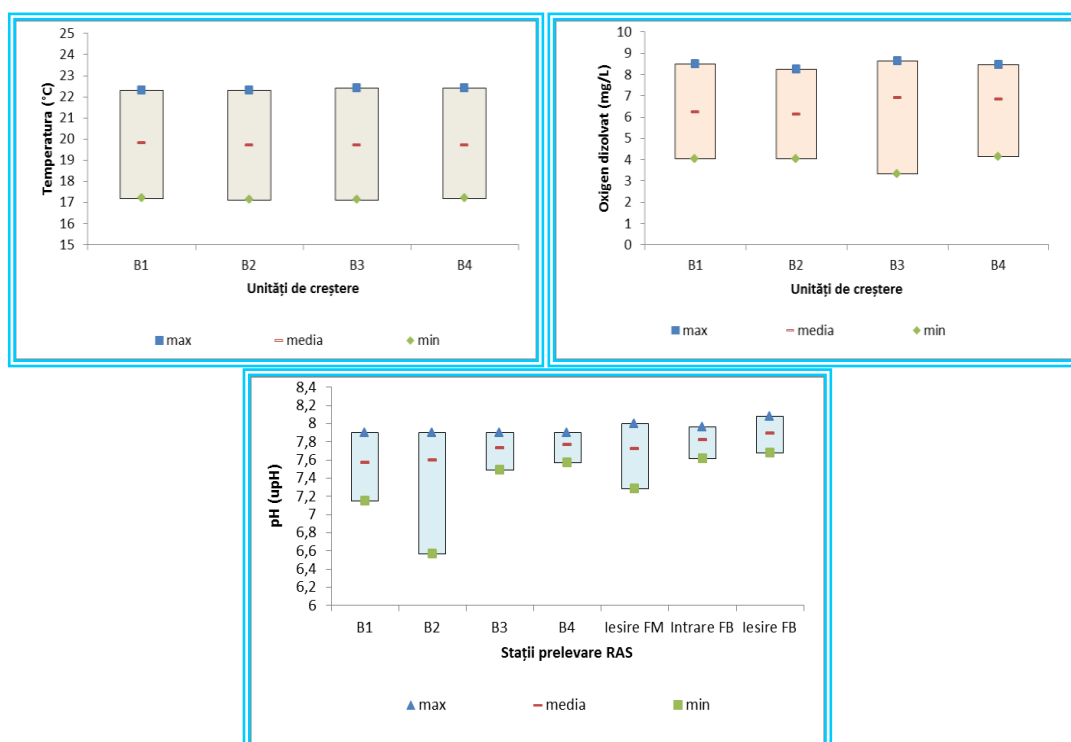 Temperatura (°C)
25
24
23
22
21
20
19
18
17
16
15
B1 B2 B3 B4
Unități de creștere
max media min
Oxigen dizolvat (mg/L)
10
9
8
7
6
5
4
3
2
1
0
B1 B2 B3 B4
Unități de creștere
max media min
pH (upH)
8,4
8,2
8
7,8
7,6
7,4
7,2
7
6,8
6,6
6,4
6,2
6
B1 B2 B3 B4 Iesire FM Intrare FB Iesire FB
Stații prelevare RAS
max media min